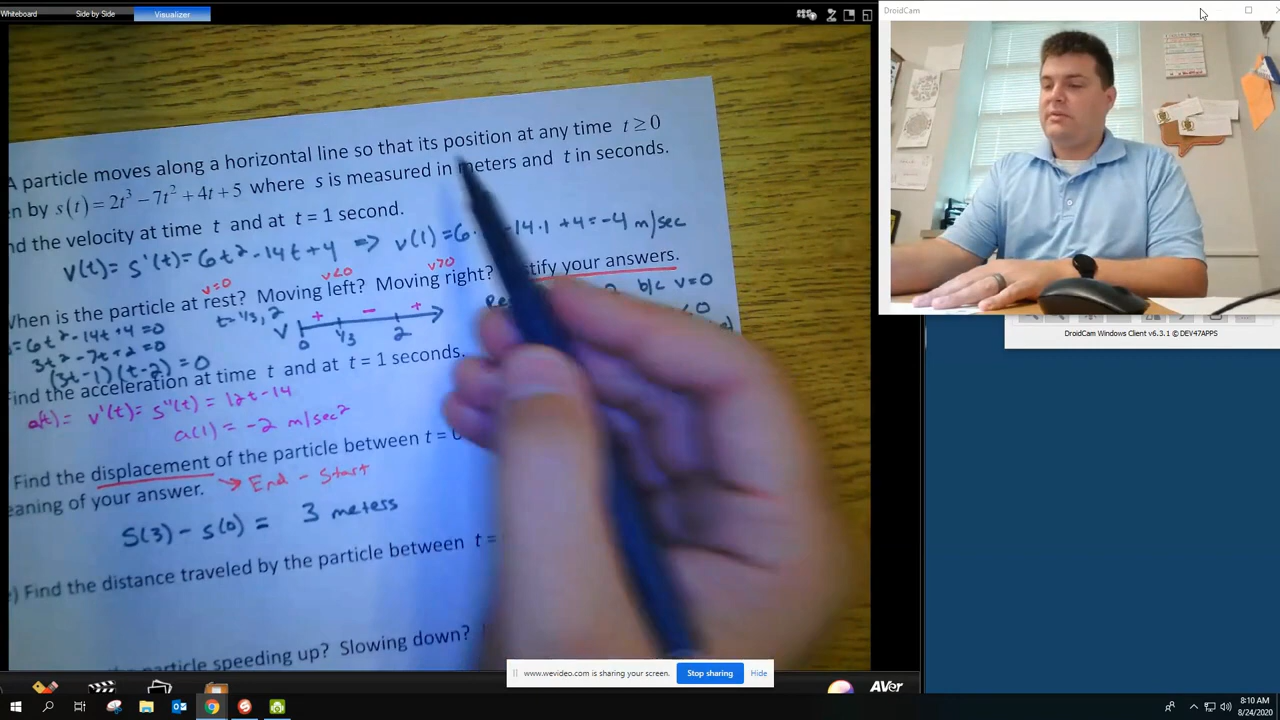 Whiteboard Side by Side Visualizer
DroidCam
A particle moves along a horizontal line so that its position at any time t ≥ 0
en by s(t) = 2t³ − 7t² + 4t + 5 where s is measured in meters and t in seconds.
nd the velocity at time t and at t = 1 second.
v(t) = s'(t) = 6t² − 14t + 4 => v(1) = 6· −14·1 + 4 = −4 m/sec
v=0 v<0 v>0
When is the particle at rest? Moving left? Moving right? stify your answers.
= 6t² − 14t + 4 = 0
3t² − 7t + 2 = 0
(3t − 1)(t − 2) = 0
t = 1/3, 2
V + − +
0 1/3 2
b/c v=0
<0
Find the acceleration at time t and at t = 1 seconds.
a(t) = v'(t) = s''(t) = 12t − 14
a(1) = −2 m/sec²
Find the displacement of the particle between t = 0
eaning of your answer. → End − Start
S(3) − s(0) = 3 meters
) Find the distance traveled by the particle between t =
particle speeding up? Slowing down?
DroidCam Windows Client v6.3.1 © DEV47APPS
www.wevideo.com is sharing your screen. Stop sharing Hide
AVer
8:10 AM
8/24/2020